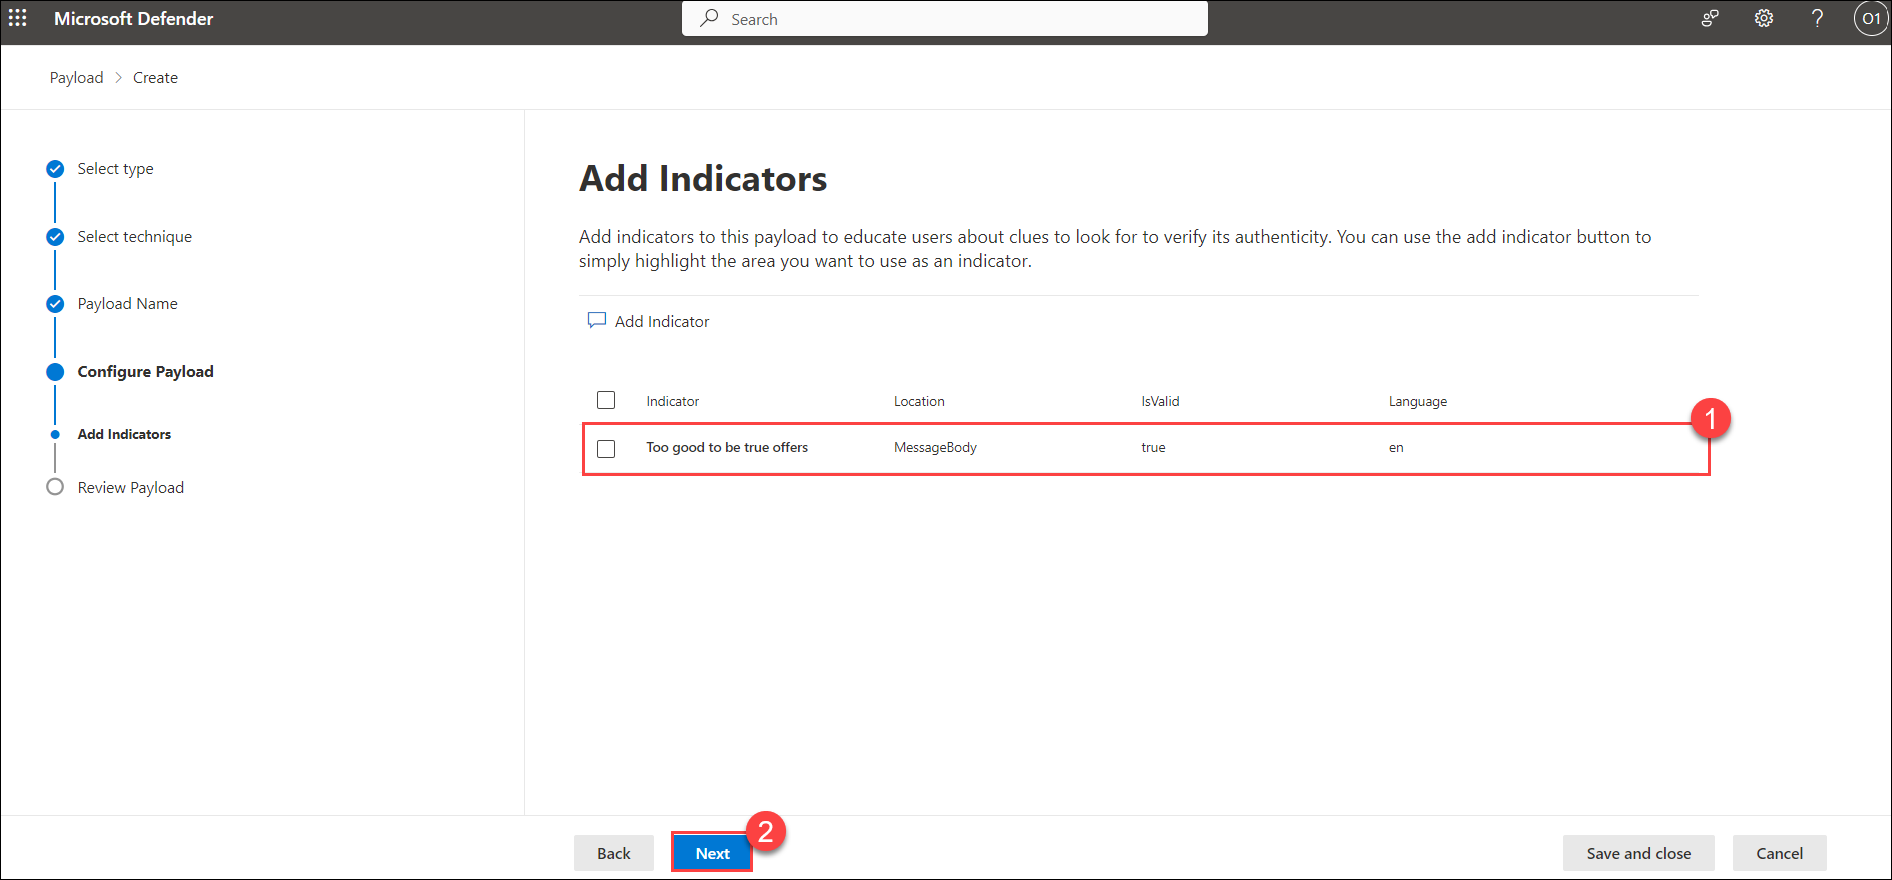 Microsoft Defender
Search
?
O1
Payload > Create
Select type
Select technique
Payload Name
Configure Payload
Add Indicators
Review Payload
Add Indicators
Add indicators to this payload to educate users about clues to look for to verify its authenticity. You can use the add indicator button to
simply highlight the area you want to use as an indicator.
Add Indicator
Indicator Location IsValid Language
1
Too good to be true offers MessageBody true en
2
Back Next Save and close Cancel